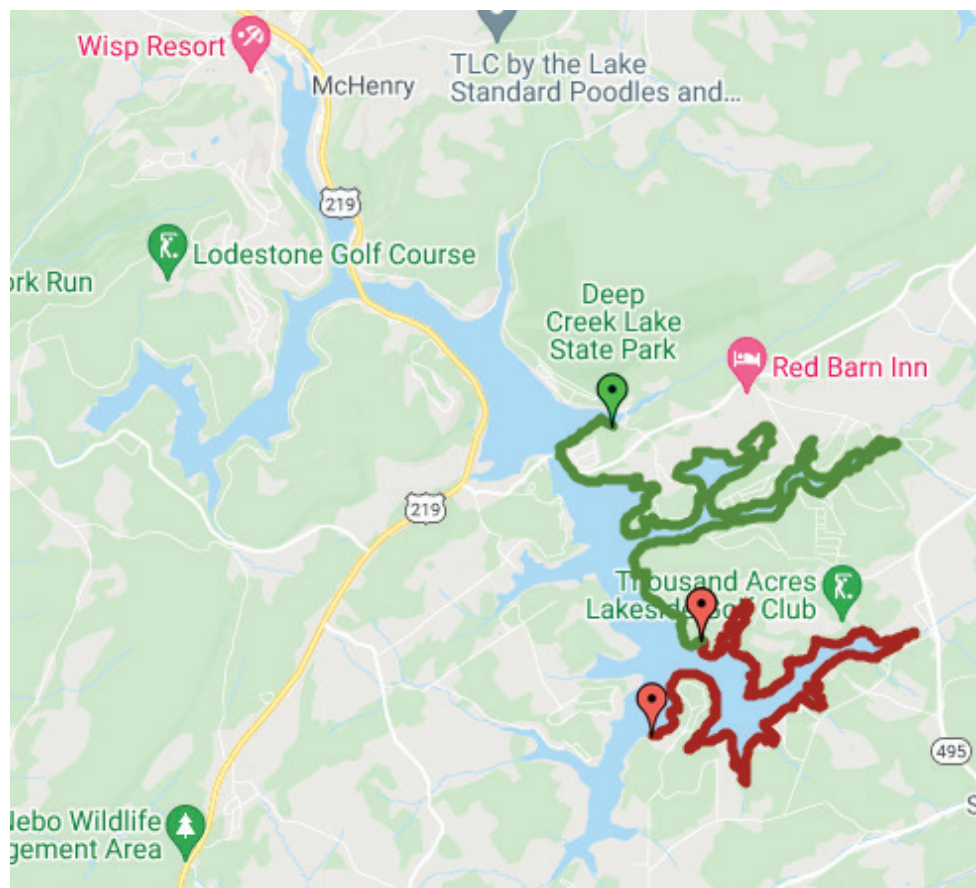 Wisp Resort
McHenry
TLC by the Lake
Standard Poodles and...
219
Lodestone Golf Course
ork Run
Deep
Creek Lake
State Park
Red Barn Inn
219
Thousand Acres
Lakeside Golf Club
495
S
Nebo Wildlife
gement Area